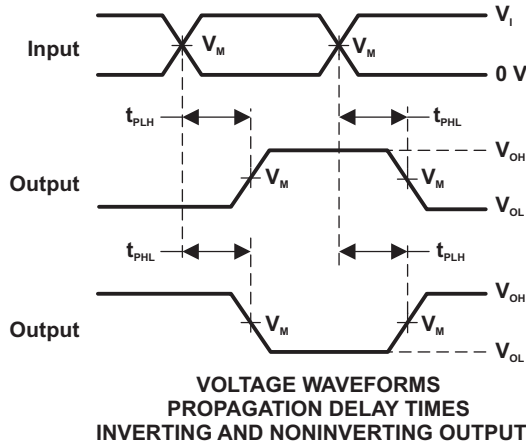 V_I
Input
V_M
V_M
0 V
t_PLH
t_PHL
V_OH
Output
V_M
V_M
V_OL
t_PHL
t_PLH
V_OH
Output
V_M
V_M
V_OL
VOLTAGE WAVEFORMS
PROPAGATION DELAY TIMES
INVERTING AND NONINVERTING OUTPUT